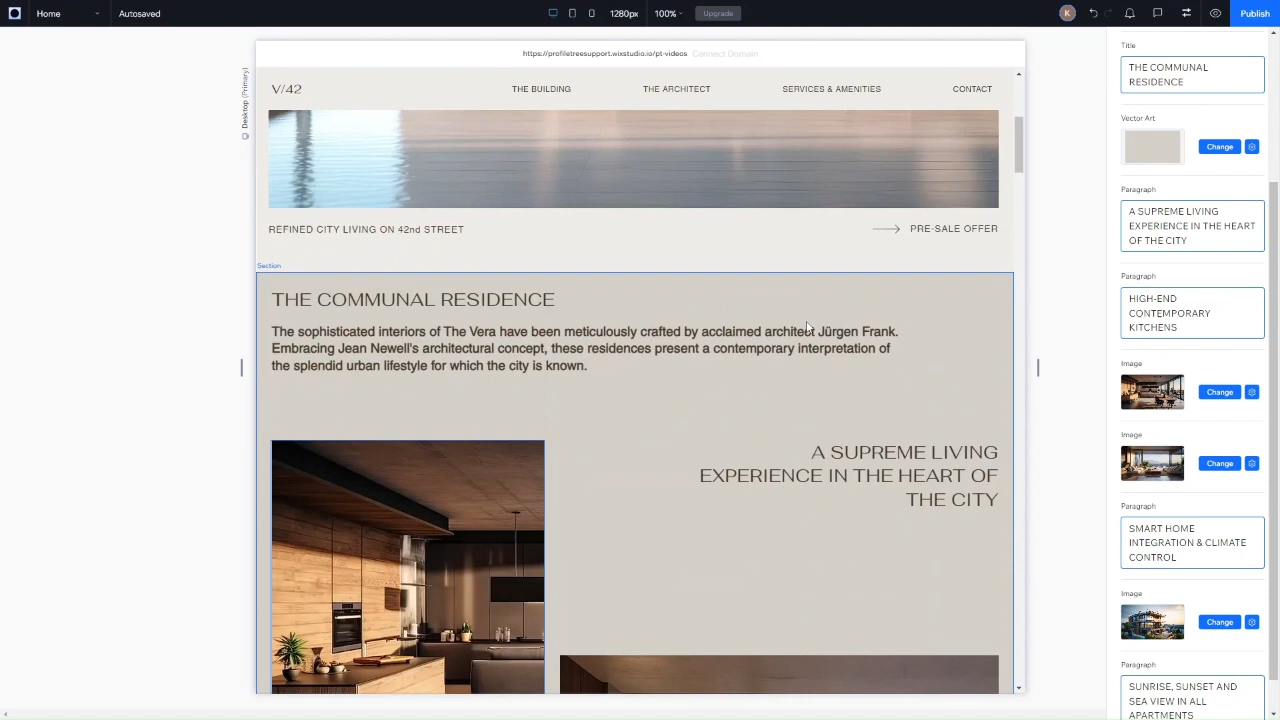 Home
Autosaved
1280px
100%
Upgrade
K
Publish
https://profiletreesupport.wixstudio.io/pt-videos
Connect Domain
Desktop (Primary)
V/42
THE BUILDING
THE ARCHITECT
SERVICES & AMENITIES
CONTACT
REFINED CITY LIVING ON 42nd STREET
PRE-SALE OFFER
Section
THE COMMUNAL RESIDENCE
The sophisticated interiors of The Vera have been meticulously crafted by acclaimed architect Jürgen Frank.
Embracing Jean Newell's architectural concept, these residences present a contemporary interpretation of
the splendid urban lifestyle for which the city is known.
A SUPREME LIVING
EXPERIENCE IN THE HEART OF
THE CITY
Title
THE COMMUNAL
RESIDENCE
Vector Art
Change
Paragraph
A SUPREME LIVING
EXPERIENCE IN THE HEART
OF THE CITY
Paragraph
HIGH-END
CONTEMPORARY
KITCHENS
Image
Change
Image
Change
Paragraph
SMART HOME
INTEGRATION & CLIMATE
CONTROL
Image
Change
Paragraph
SUNRISE, SUNSET AND
SEA VIEW IN ALL
APARTMENTS